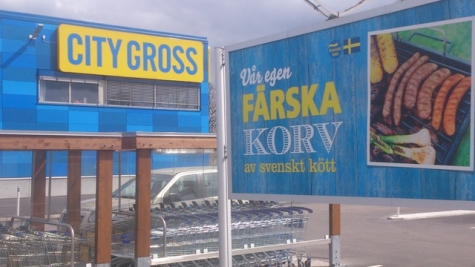 CITY GROSS
Vår egen
FÄRSKA
KORV
av svenskt kött